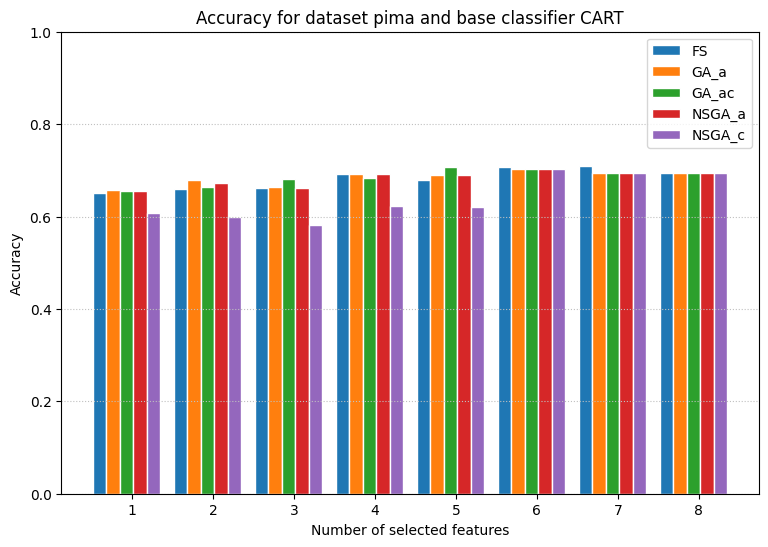 Accuracy for dataset pima and base classifier CART
FS
GA_a
GA_ac
NSGA_a
NSGA_c
Accuracy
1.0
0.8
0.6
0.4
0.2
0.0
1 2 3 4 5 6 7 8
Number of selected features